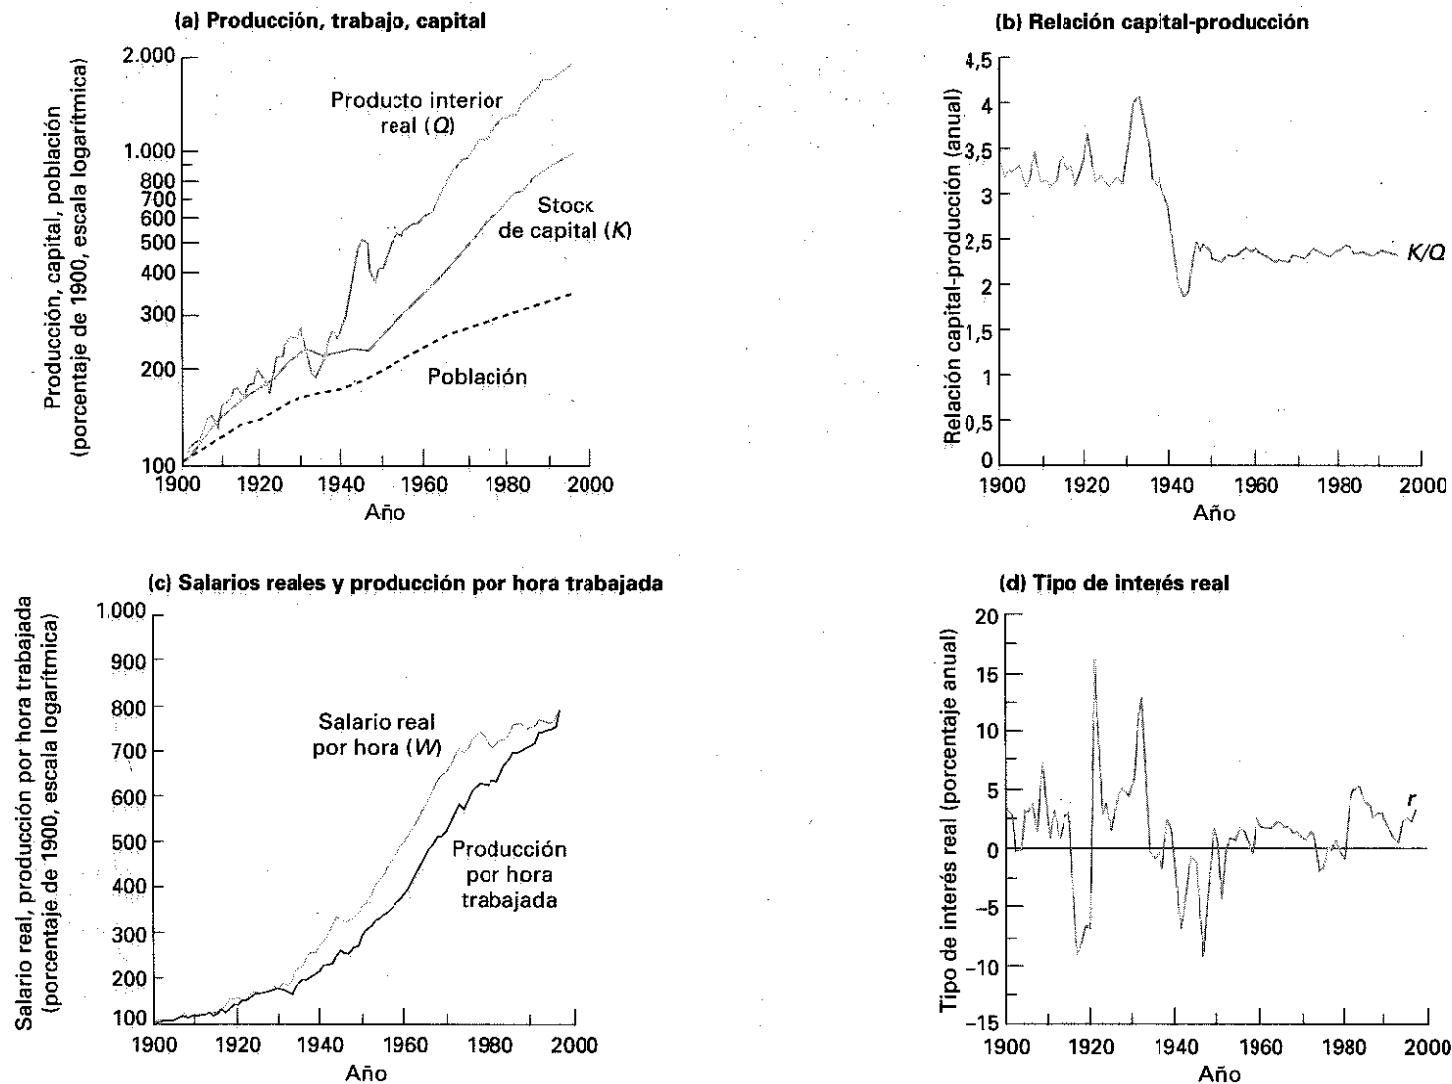 (a) Producción, trabajo, capital
Producción, capital, población
(porcentaje de 1900, escala logarítmica)
2.000
1.000
800
700
600
500
400
300
200
100
Producto interior
real (Q)
Stock
de capital (K)
Población
1900
1920
1940
1960
1980
2000
Año
(b) Relación capital-producción
Relación capital-producción (anual)
4,5
4
3,5
3
2,5
2
1,5
1
0,5
0
K/Q
1900
1920
1940
1960
1980
2000
Año
(c) Salarios reales y producción por hora trabajada
Salario real, producción por hora trabajada
(porcentaje de 1900, escala logarítmica)
1.000
900
800
700
600
500
400
300
200
100
Salario real
por hora (W)
Producción
por hora
trabajada
1900
1920
1940
1960
1980
2000
Año
(d) Tipo de interés real
Tipo de interés real (porcentaje anual)
20
15
10
5
0
–5
–10
–15
r
1900
1920
1940
1960
1980
2000
Año